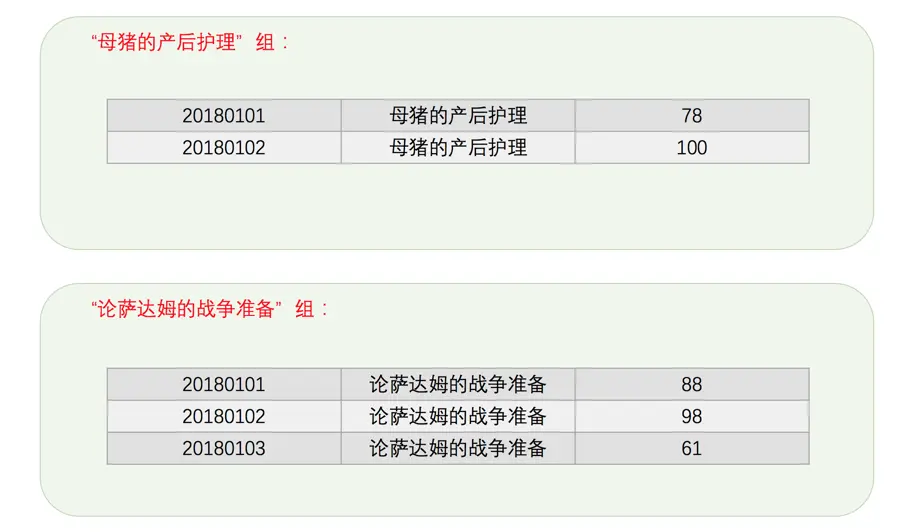 “母猪的产后护理” 组：
20180101 母猪的产后护理 78
20180102 母猪的产后护理 100
“论萨达姆的战争准备” 组：
20180101 论萨达姆的战争准备 88
20180102 论萨达姆的战争准备 98
20180103 论萨达姆的战争准备 61